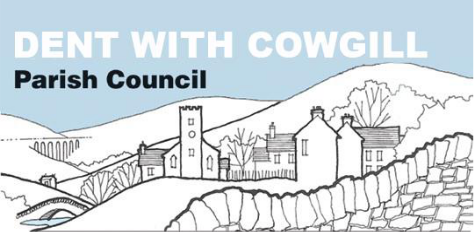 DENT WITH COWGILL
Parish Council